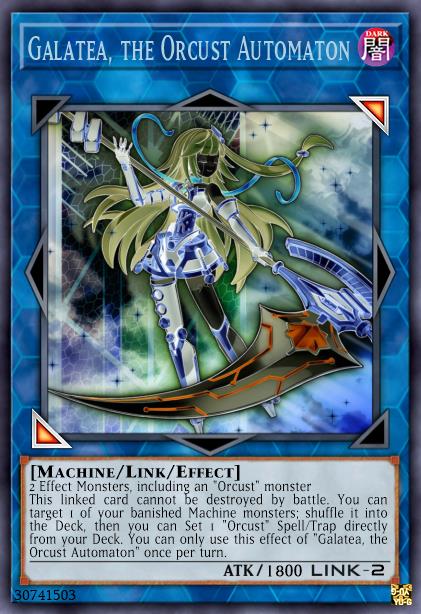 GALATEA, THE ORCUST AUTOMATON
DARK
闇
[MACHINE/LINK/EFFECT]
2 Effect Monsters, including an "Orcust" monster
This linked card cannot be destroyed by battle. You can
target 1 of your banished Machine monsters; shuffle it into
the Deck, then you can Set 1 "Orcust" Spell/Trap directly
from your Deck. You can only use this effect of "Galatea, the
Orcust Automaton" once per turn.
ATK/1800 LINK-2
30741503